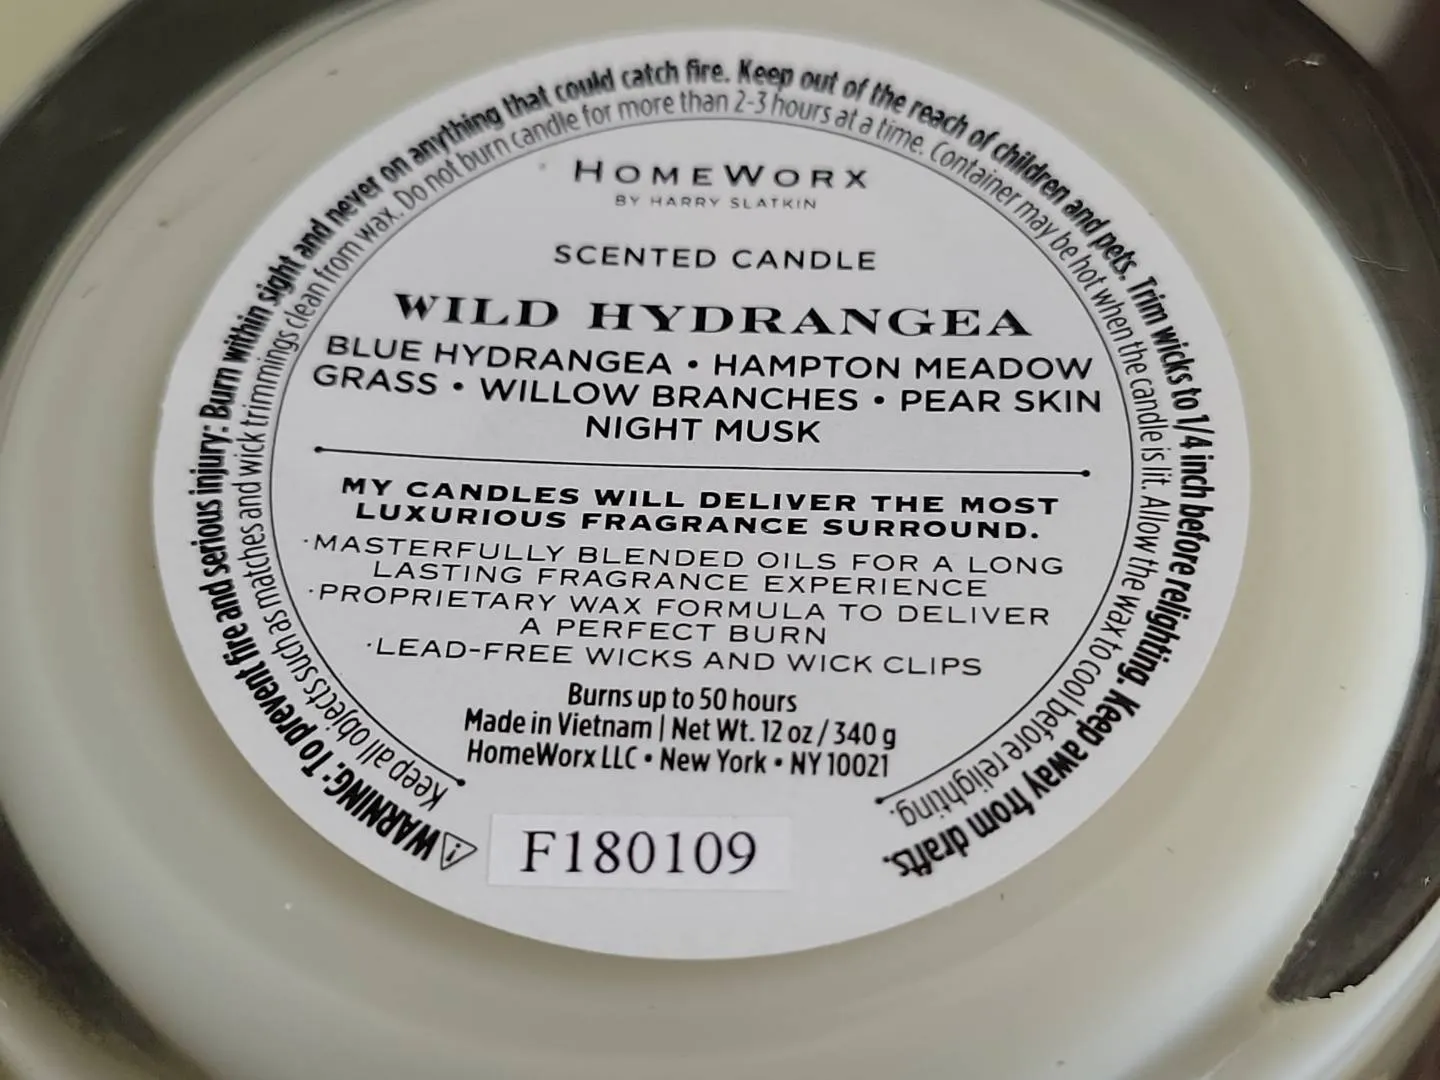 ⚠WARNING: To prevent fire and serious injury: Burn within sight and never on anything that could catch fire. Keep out of the reach of children and pets. Trim wicks to 1/4 inch before relighting. Keep away from drafts.
Keep all objects such as matches and wick trimmings clean from wax. Do not burn candle for more than 2-3 hours at a time. Container may be hot when the candle is lit. Allow the wax to cool before relighting.
HOMEWORX
BY HARRY SLATKIN
SCENTED CANDLE
WILD HYDRANGEA
BLUE HYDRANGEA • HAMPTON MEADOW
GRASS • WILLOW BRANCHES • PEAR SKIN
NIGHT MUSK
MY CANDLES WILL DELIVER THE MOST
LUXURIOUS FRAGRANCE SURROUND.
·MASTERFULLY BLENDED OILS FOR A LONG
LASTING FRAGRANCE EXPERIENCE
·PROPRIETARY WAX FORMULA TO DELIVER
A PERFECT BURN
·LEAD-FREE WICKS AND WICK CLIPS
Burns up to 50 hours
Made in Vietnam | Net Wt. 12 oz / 340 g
HomeWorx LLC • New York • NY 10021
F180109